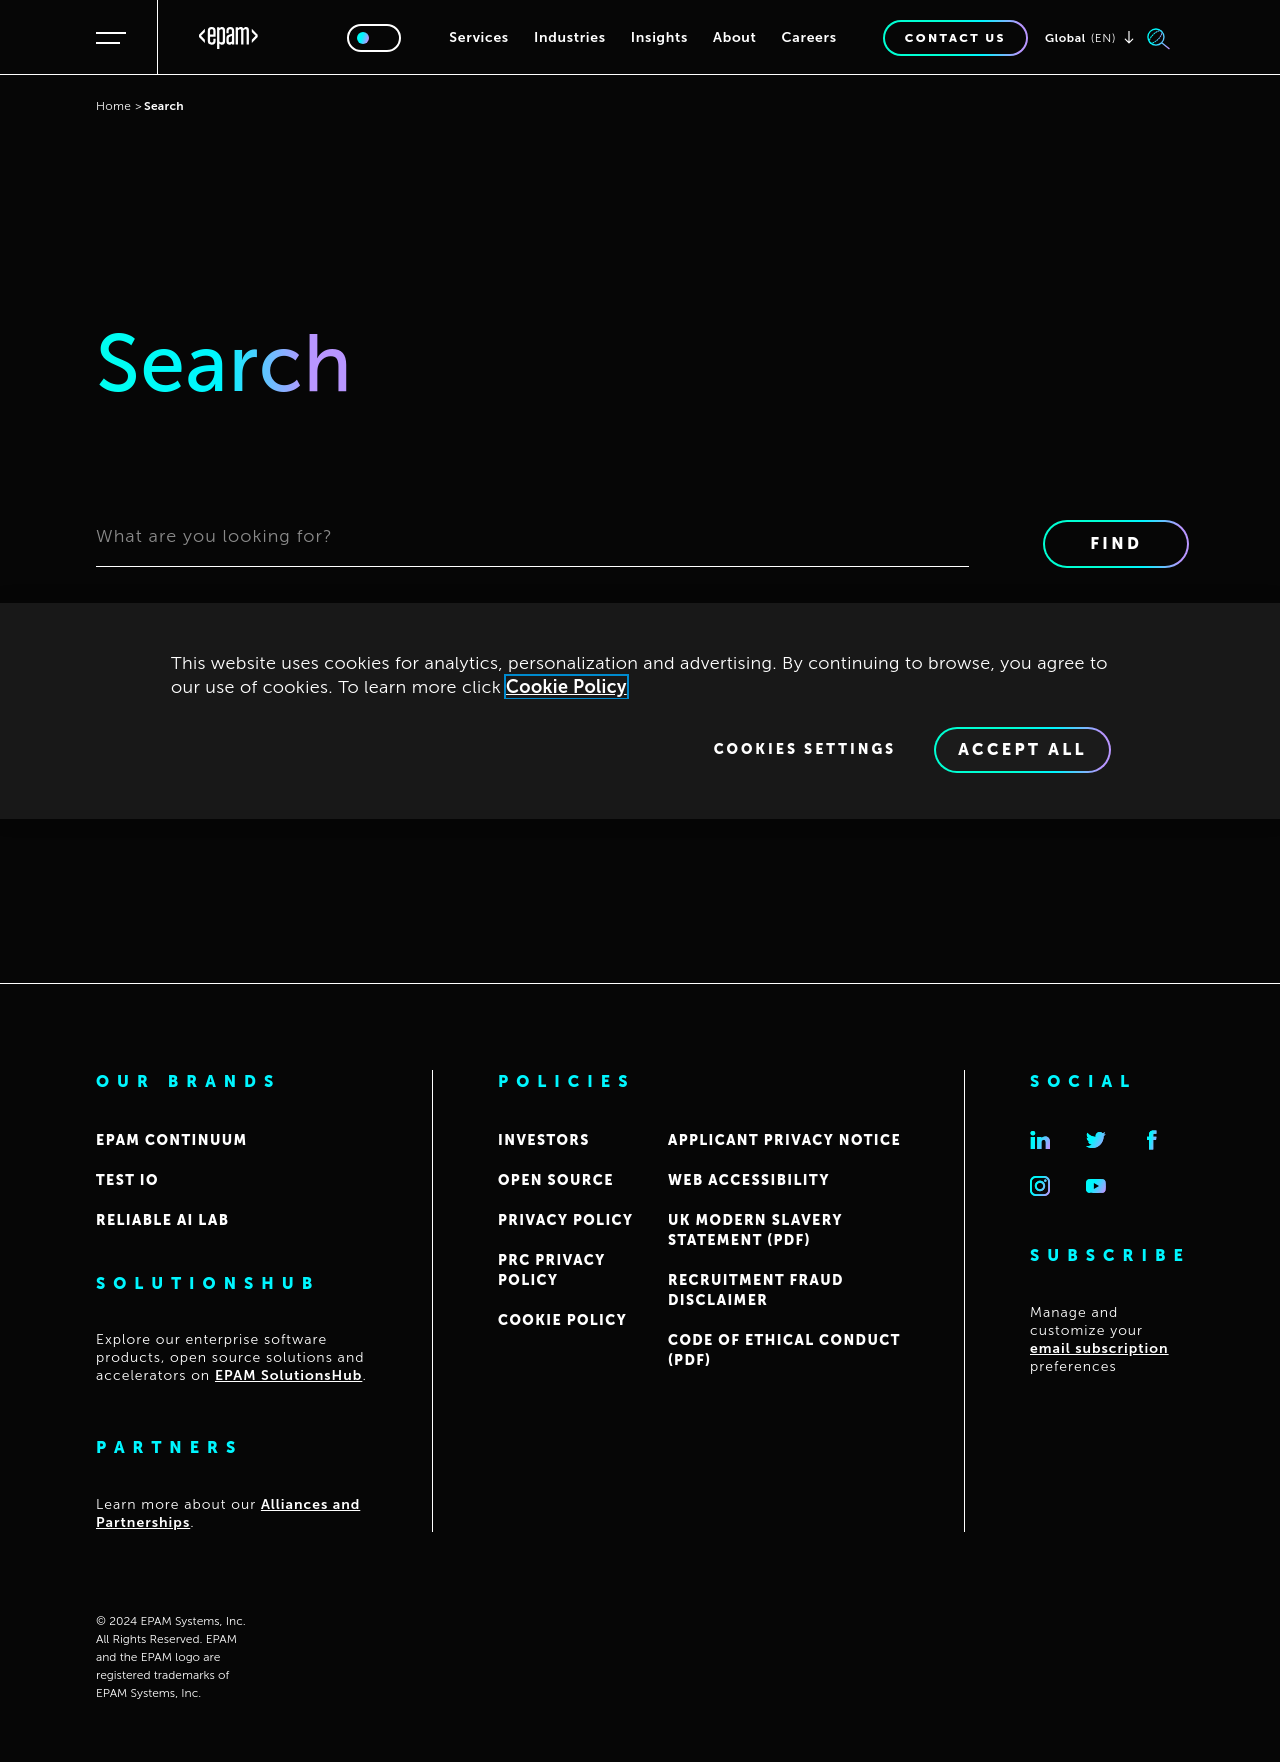 <epam>
Services Industries Insights About Careers
CONTACT US
Global (EN)
Home > Search
Search
What are you looking for?
FIND
This website uses cookies for analytics, personalization and advertising. By continuing to browse, you agree to
our use of cookies. To learn more click Cookie Policy
COOKIES SETTINGS
ACCEPT ALL
OUR BRANDS
EPAM CONTINUUM
TEST IO
RELIABLE AI LAB
SOLUTIONSHUB
Explore our enterprise software
products, open source solutions and
accelerators on EPAM SolutionsHub.
PARTNERS
Learn more about our Alliances and
Partnerships.
POLICIES
INVESTORS
OPEN SOURCE
PRIVACY POLICY
PRC PRIVACY
POLICY
COOKIE POLICY
APPLICANT PRIVACY NOTICE
WEB ACCESSIBILITY
UK MODERN SLAVERY
STATEMENT (PDF)
RECRUITMENT FRAUD
DISCLAIMER
CODE OF ETHICAL CONDUCT
(PDF)
SOCIAL
SUBSCRIBE
Manage and
customize your
email subscription
preferences
© 2024 EPAM Systems, Inc.
All Rights Reserved. EPAM
and the EPAM logo are
registered trademarks of
EPAM Systems, Inc.